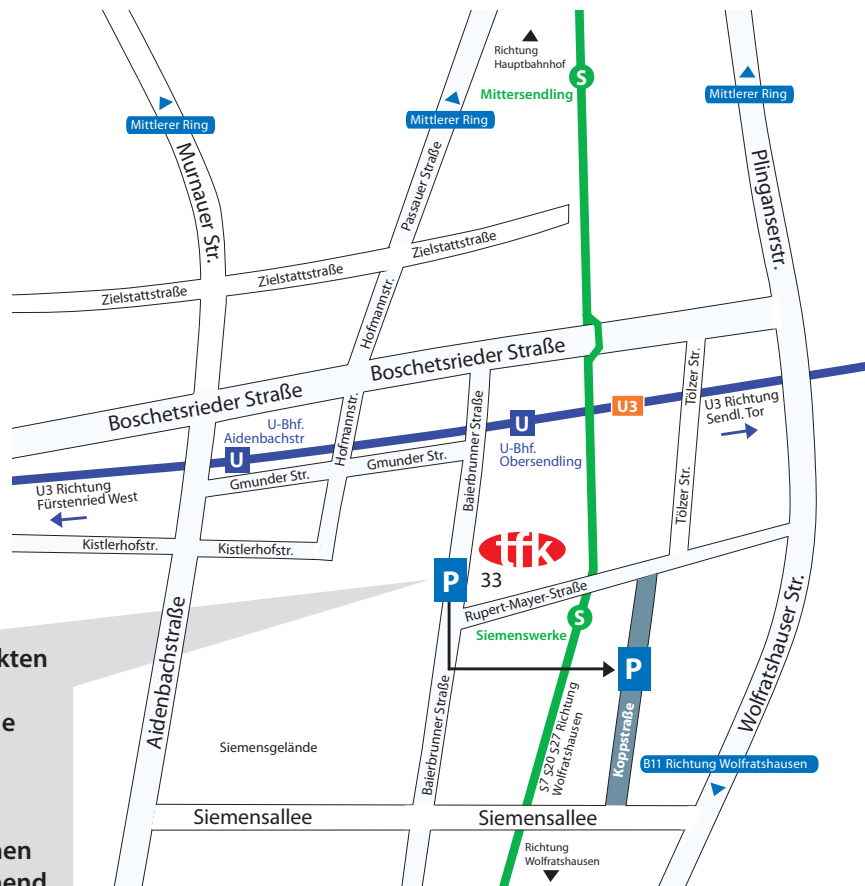 Richtung
Hauptbahnhof
S
Mittersendling
Mittlerer Ring
Mittlerer Ring
Mittlerer Ring
Murnauer Str.
Passauer Straße
Plinganserstr.
Zielstattstraße
Zielstattstraße
Zielstattstraße
Hofmannstr.
Boschetsrieder Straße
Boschetsrieder Straße
Tölzer Str.
U3 Richtung
Sendl. Tor
U3
U-Bhf.
Aidenbachstr
U
Hofmannstr.
Baierbrunner Straße
U
U-Bhf.
Obersendling
Gmunder Str.
Gmunder Str.
U3 Richtung
Fürstenried West
Tölzer Str.
Kistlerhofstr.
Kistlerhofstr.
tfk
P
33
Rupert-Mayer-Straße
Siemenswerke
S
Aidenbachstraße
Wolfratshauser Str.
kten
e
P
Baierbrunner Straße
S7 S20 S27 Richtung
Wolfratshausen
Koppstraße
Siemensgelände
B11 Richtung Wolfratshausen
Siemensallee
Siemensallee
nen
Richtung
Wolfratshausen
hend